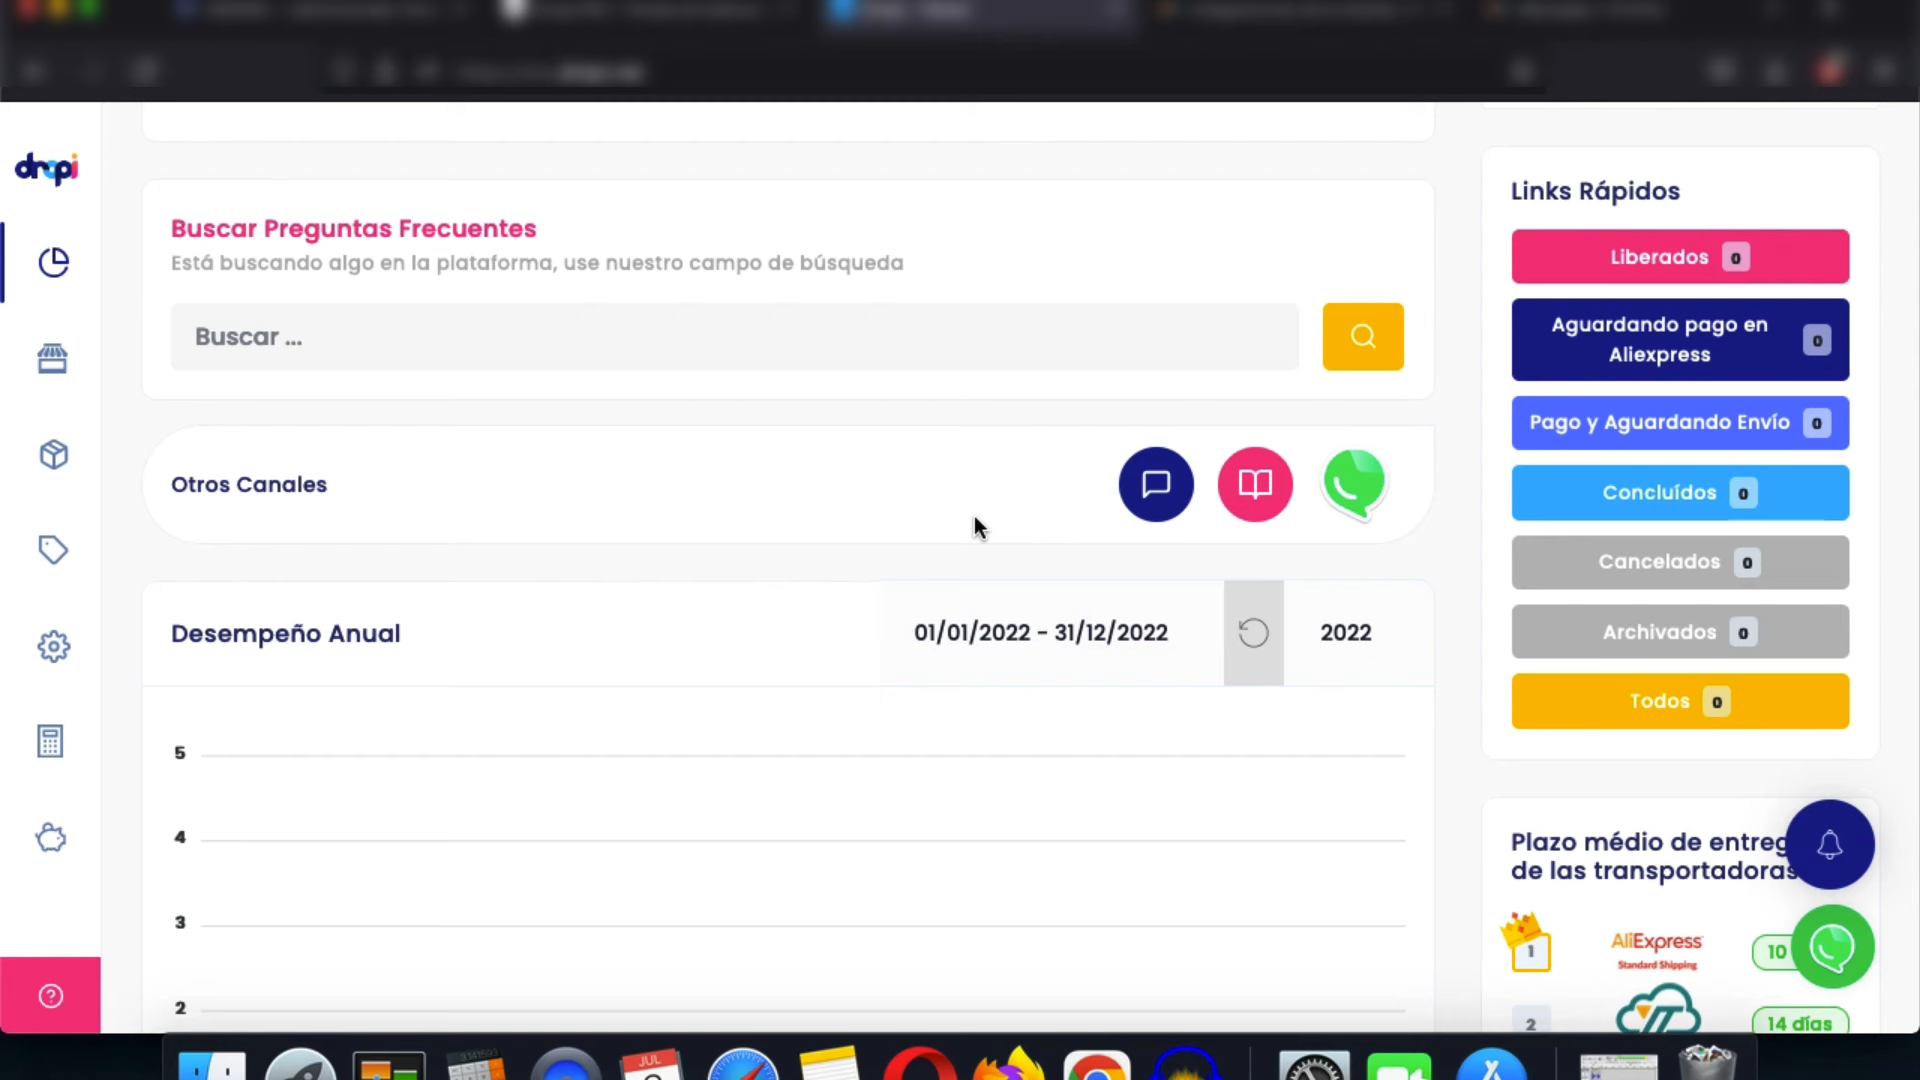 dropi
Buscar Preguntas Frecuentes
Está buscando algo en la plataforma, use nuestro campo de búsqueda
Buscar ...
Otros Canales
Desempeño Anual
01/01/2022 - 31/12/2022
2022
5
4
3
2
Links Rápidos
Liberados 0
Aguardando pago en
Aliexpress
0
Pago y Aguardando Envío 0
Concluídos 0
Cancelados 0
Archivados 0
Todos 0
Plazo médio de entreg
de las transportadoras
1
AliExpress
Standard Shipping
10
2
14 días
JUL